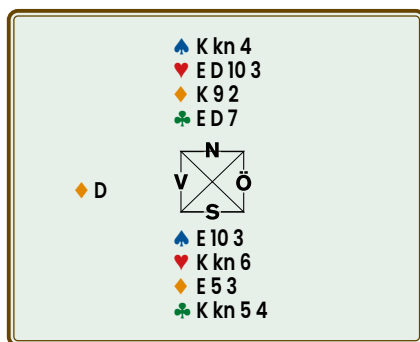 ♠ K kn 4
♥ E D 10 3
♦ K 9 2
♣ E D 7
N
♦ D
V Ö
S
♠ E 10 3
♥ K kn 6
♦ E 5 3
♣ K kn 5 4